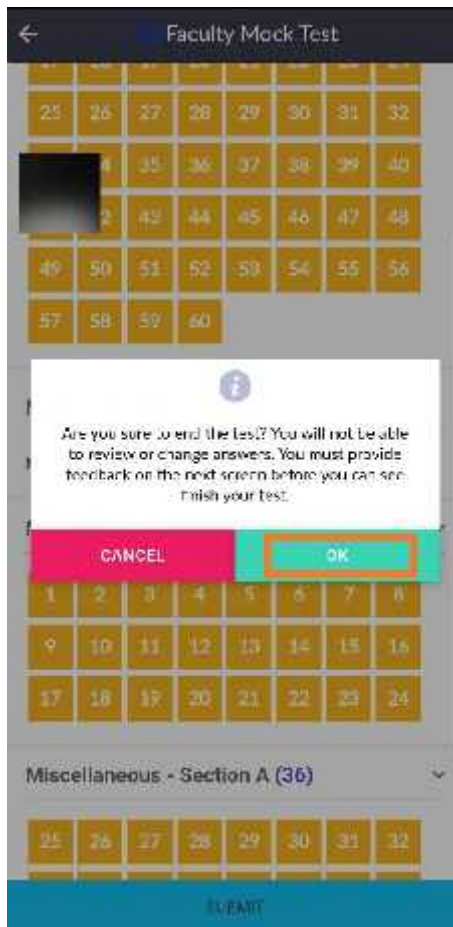 Faculty Mock Test
25 26 27 28 29 30 31 32
35 36 37 38 39 40
43 44 45 46 47 48
49 50 51 52 53 54 55 56
57 58 59 60
Are you sure to end the test? You will not be able
to review or change answers. You must provide
feedback on the next screen before you can see
finish your test.
CANCEL OK
1 2 3 4 5 6 7 8
9 10 11 12 13 14 15 16
17 18 19 20 21 22 23 24
Miscellaneous - Section A (36)
25 26 27 28 29 30 31 32
SUBMIT